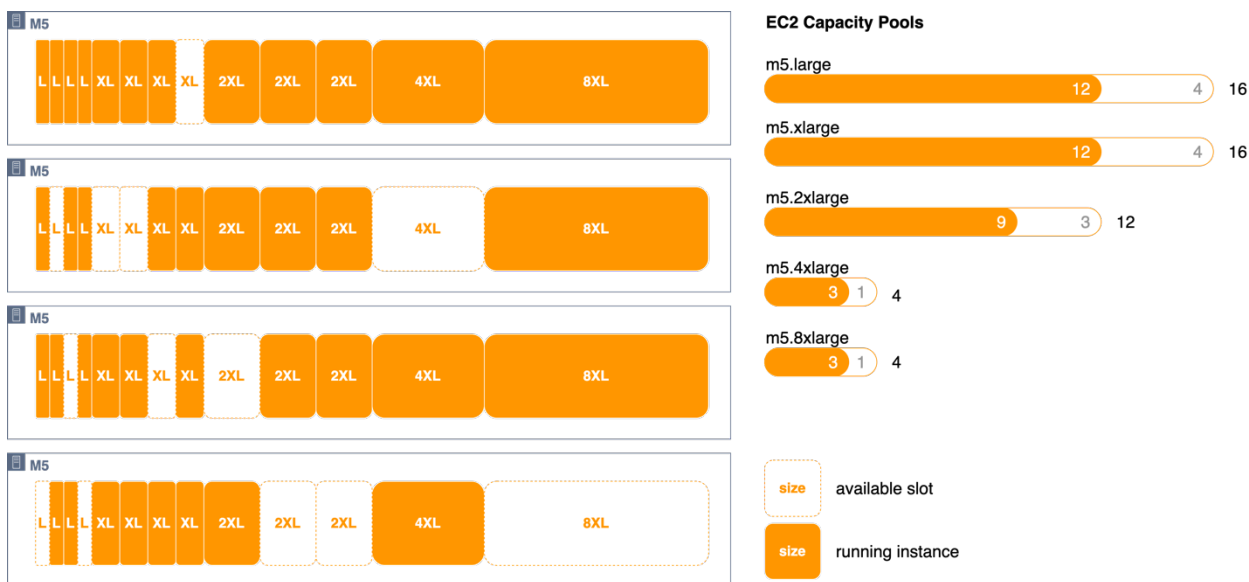 M5
L L L L XL XL XL XL 2XL 2XL 2XL 4XL 8XL
M5
L L L L XL XL XL XL 2XL 2XL 2XL 4XL 8XL
M5
L L L L XL XL XL XL 2XL 2XL 2XL 4XL 8XL
M5
L L L L XL XL XL XL 2XL 2XL 2XL 4XL 8XL
EC2 Capacity Pools
m5.large
12 4 16
m5.xlarge
12 4 16
m5.2xlarge
9 3 12
m5.4xlarge
3 1 4
m5.8xlarge
3 1 4
size available slot
size running instance